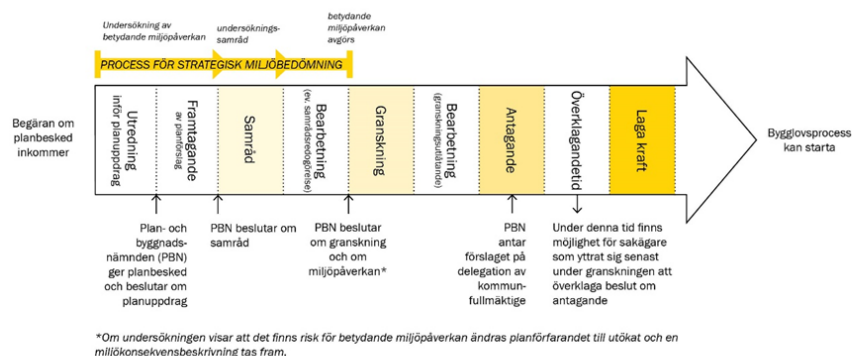 Undersökning av
betydande miljöpåverkan
undersöknings-
samråd
betydande
miljöpåverkan
avgörs
PROCESS FÖR STRATEGISK MILJÖBEDÖMNING
Begäran om
planbesked
inkommer
Utredning
inför planuppdrag
Framtagande
av planförslag
Samråd
Bearbetning
(ev. samrådsredogörelse)
Granskning
Bearbetning
(granskningsutlåtande)
Antagande
Överklagandetid
Laga kraft
Bygglovsprocess
kan starta
Plan- och
byggnads-
nämnden (PBN)
ger planbesked
och beslutar om
planuppdrag
PBN beslutar om
samråd
PBN beslutar
om granskning
och om
miljöpåverkan*
PBN
antar
förslaget på
delegation av
kommun-
fullmäktige
Under denna tid finns
möjlighet för sakägare
som yttrat sig senast
under granskningen att
överklaga beslut om
antagande
*Om undersökningen visar att det finns risk för betydande miljöpåverkan ändras planförfarandet till utökat och en
miljökonsekvensbeskrivning tas fram.